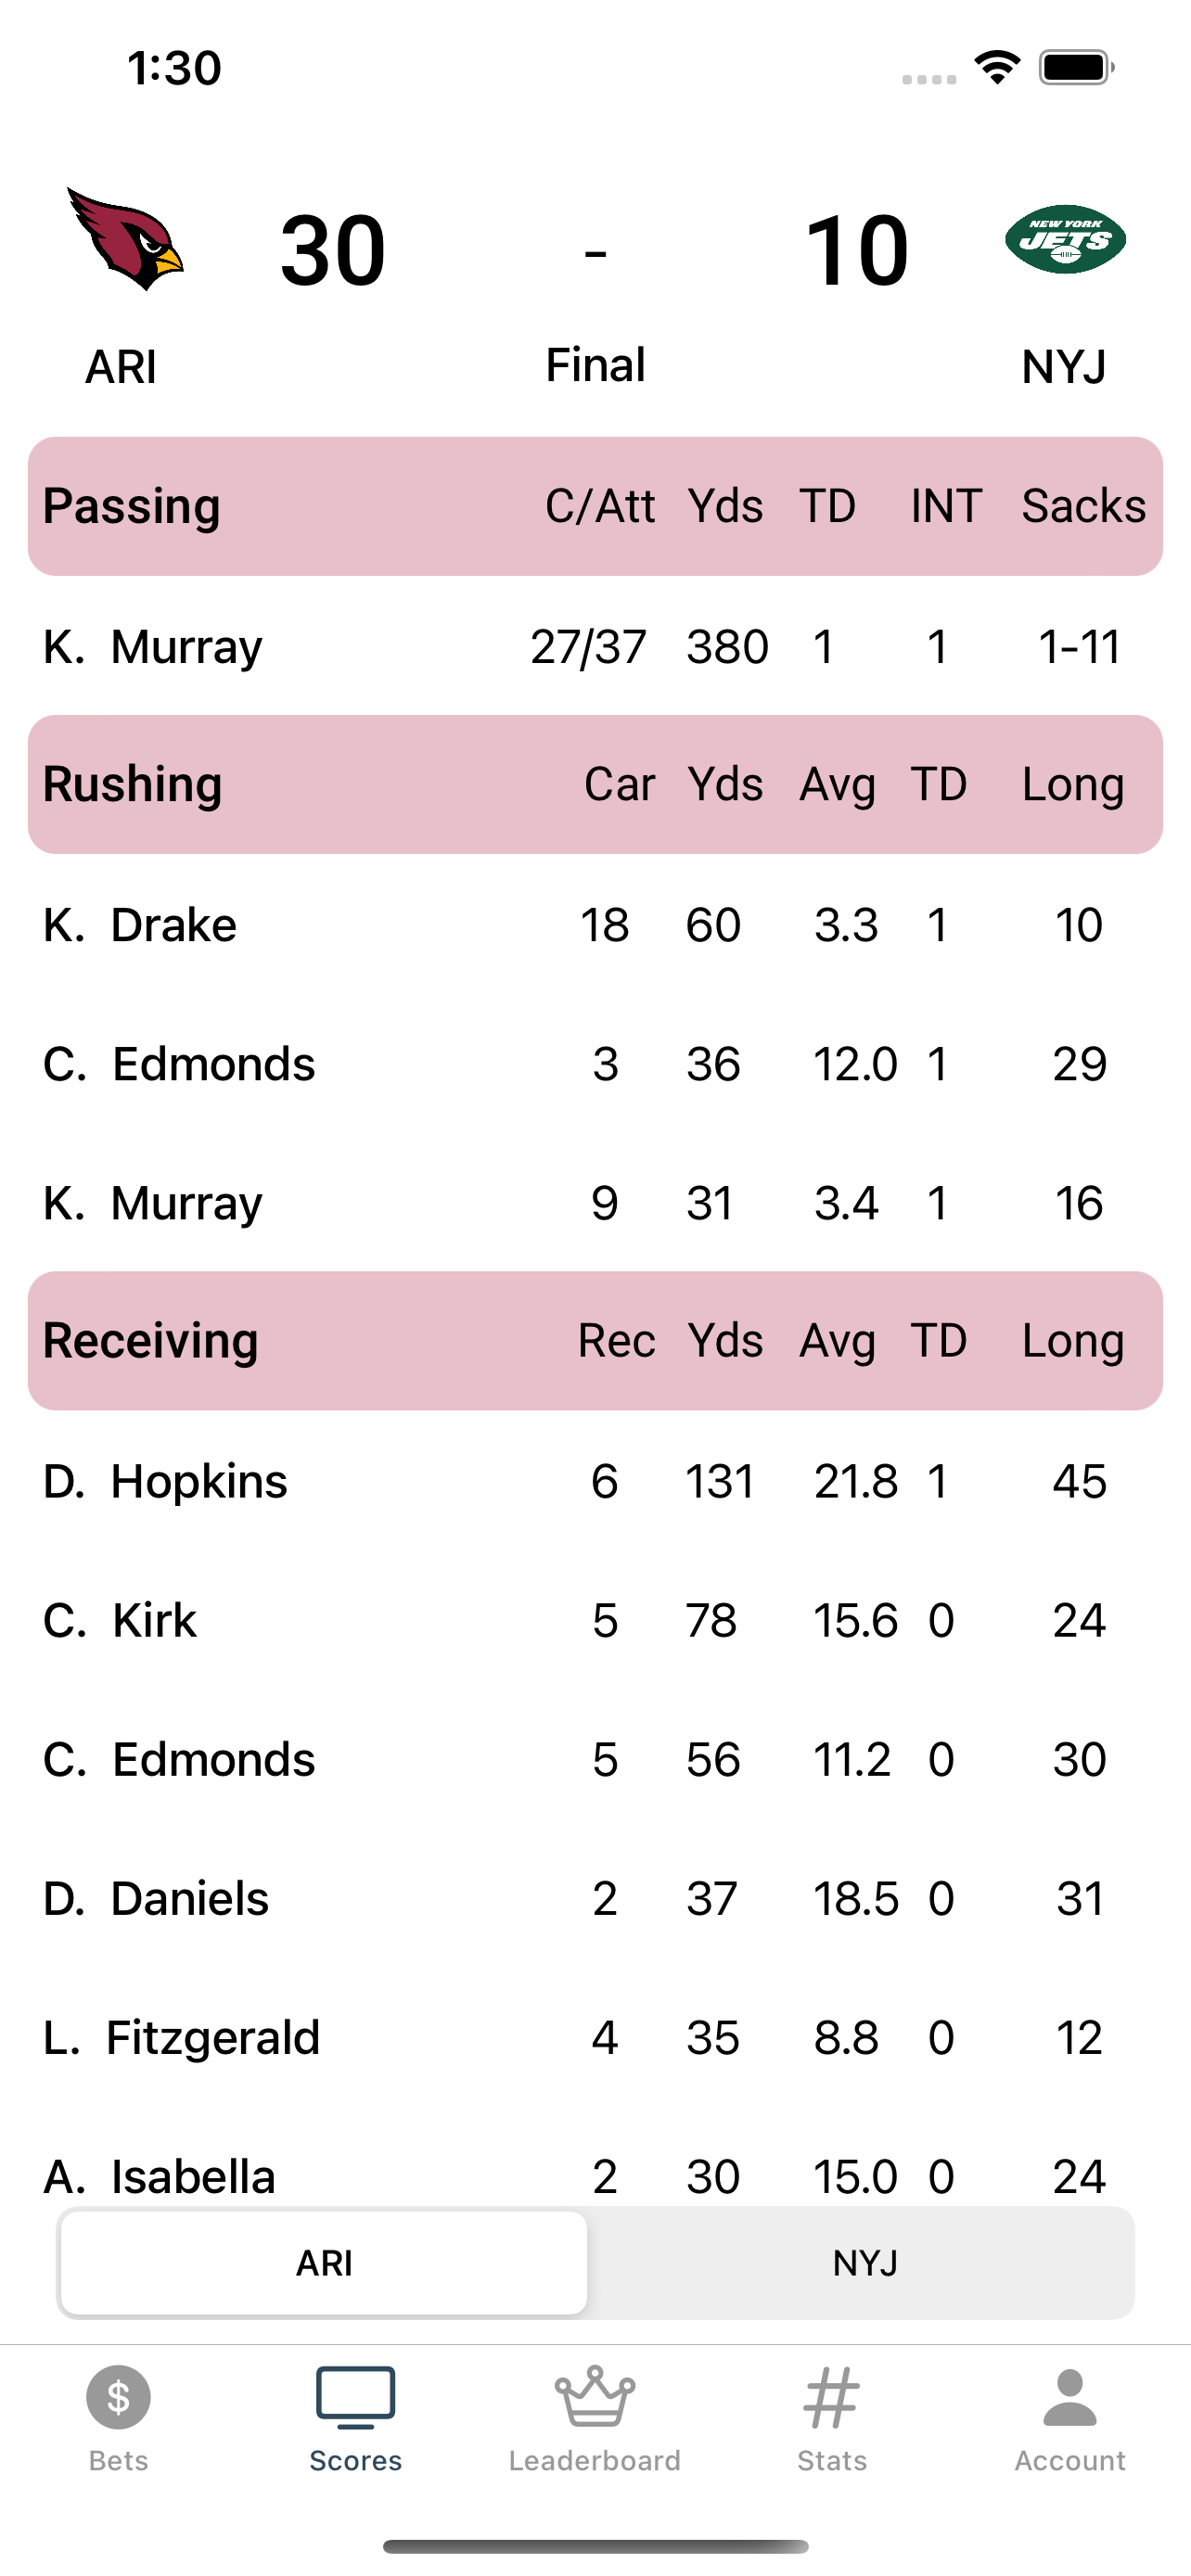 1:30
30 - 10
NEW YORK
JETS
ARI Final NYJ
Passing C/Att Yds TD INT Sacks
K. Murray 27/37 380 1 1 1-11
Rushing Car Yds Avg TD Long
K. Drake 18 60 3.3 1 10
C. Edmonds 3 36 12.0 1 29
K. Murray 9 31 3.4 1 16
Receiving Rec Yds Avg TD Long
D. Hopkins 6 131 21.8 1 45
C. Kirk 5 78 15.6 0 24
C. Edmonds 5 56 11.2 0 30
D. Daniels 2 37 18.5 0 31
L. Fitzgerald 4 35 8.8 0 12
A. Isabella 2 30 15.0 0 24
ARI NYJ
$ #
Bets Scores Leaderboard Stats Account